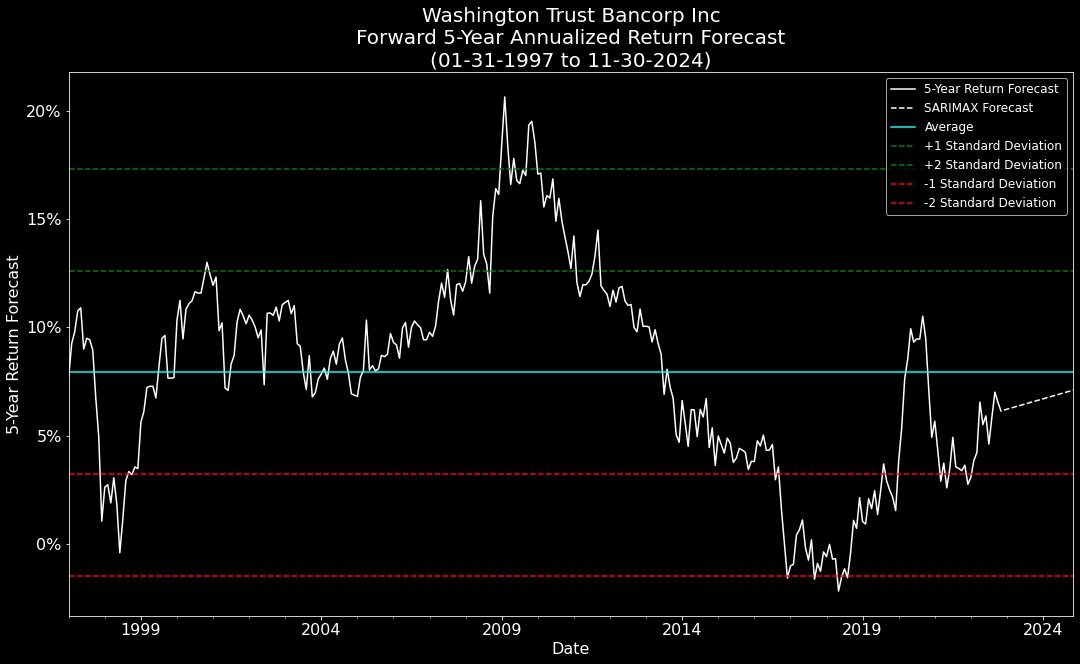 Washington Trust Bancorp Inc
Forward 5-Year Annualized Return Forecast
(01-31-1997 to 11-30-2024)
5-Year Return Forecast
SARIMAX Forecast
Average
+1 Standard Deviation
+2 Standard Deviation
-1 Standard Deviation
-2 Standard Deviation
20%
15%
10%
5%
0%
5-Year Return Forecast
1999
2004
2009
2014
2019
2024
Date